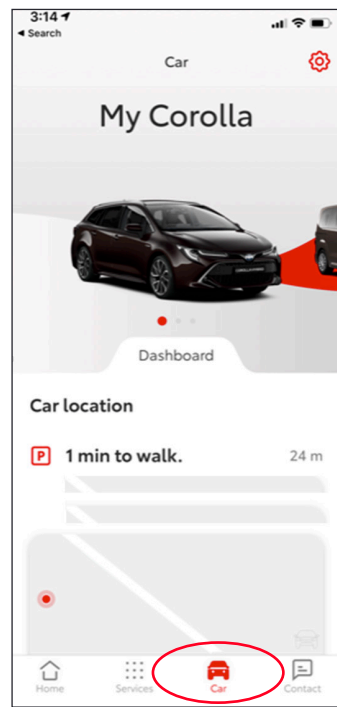 3:14
◀ Search
Car
My Corolla
Dashboard
Car location
P 1 min to walk. 24 m
Home Services Car Contact